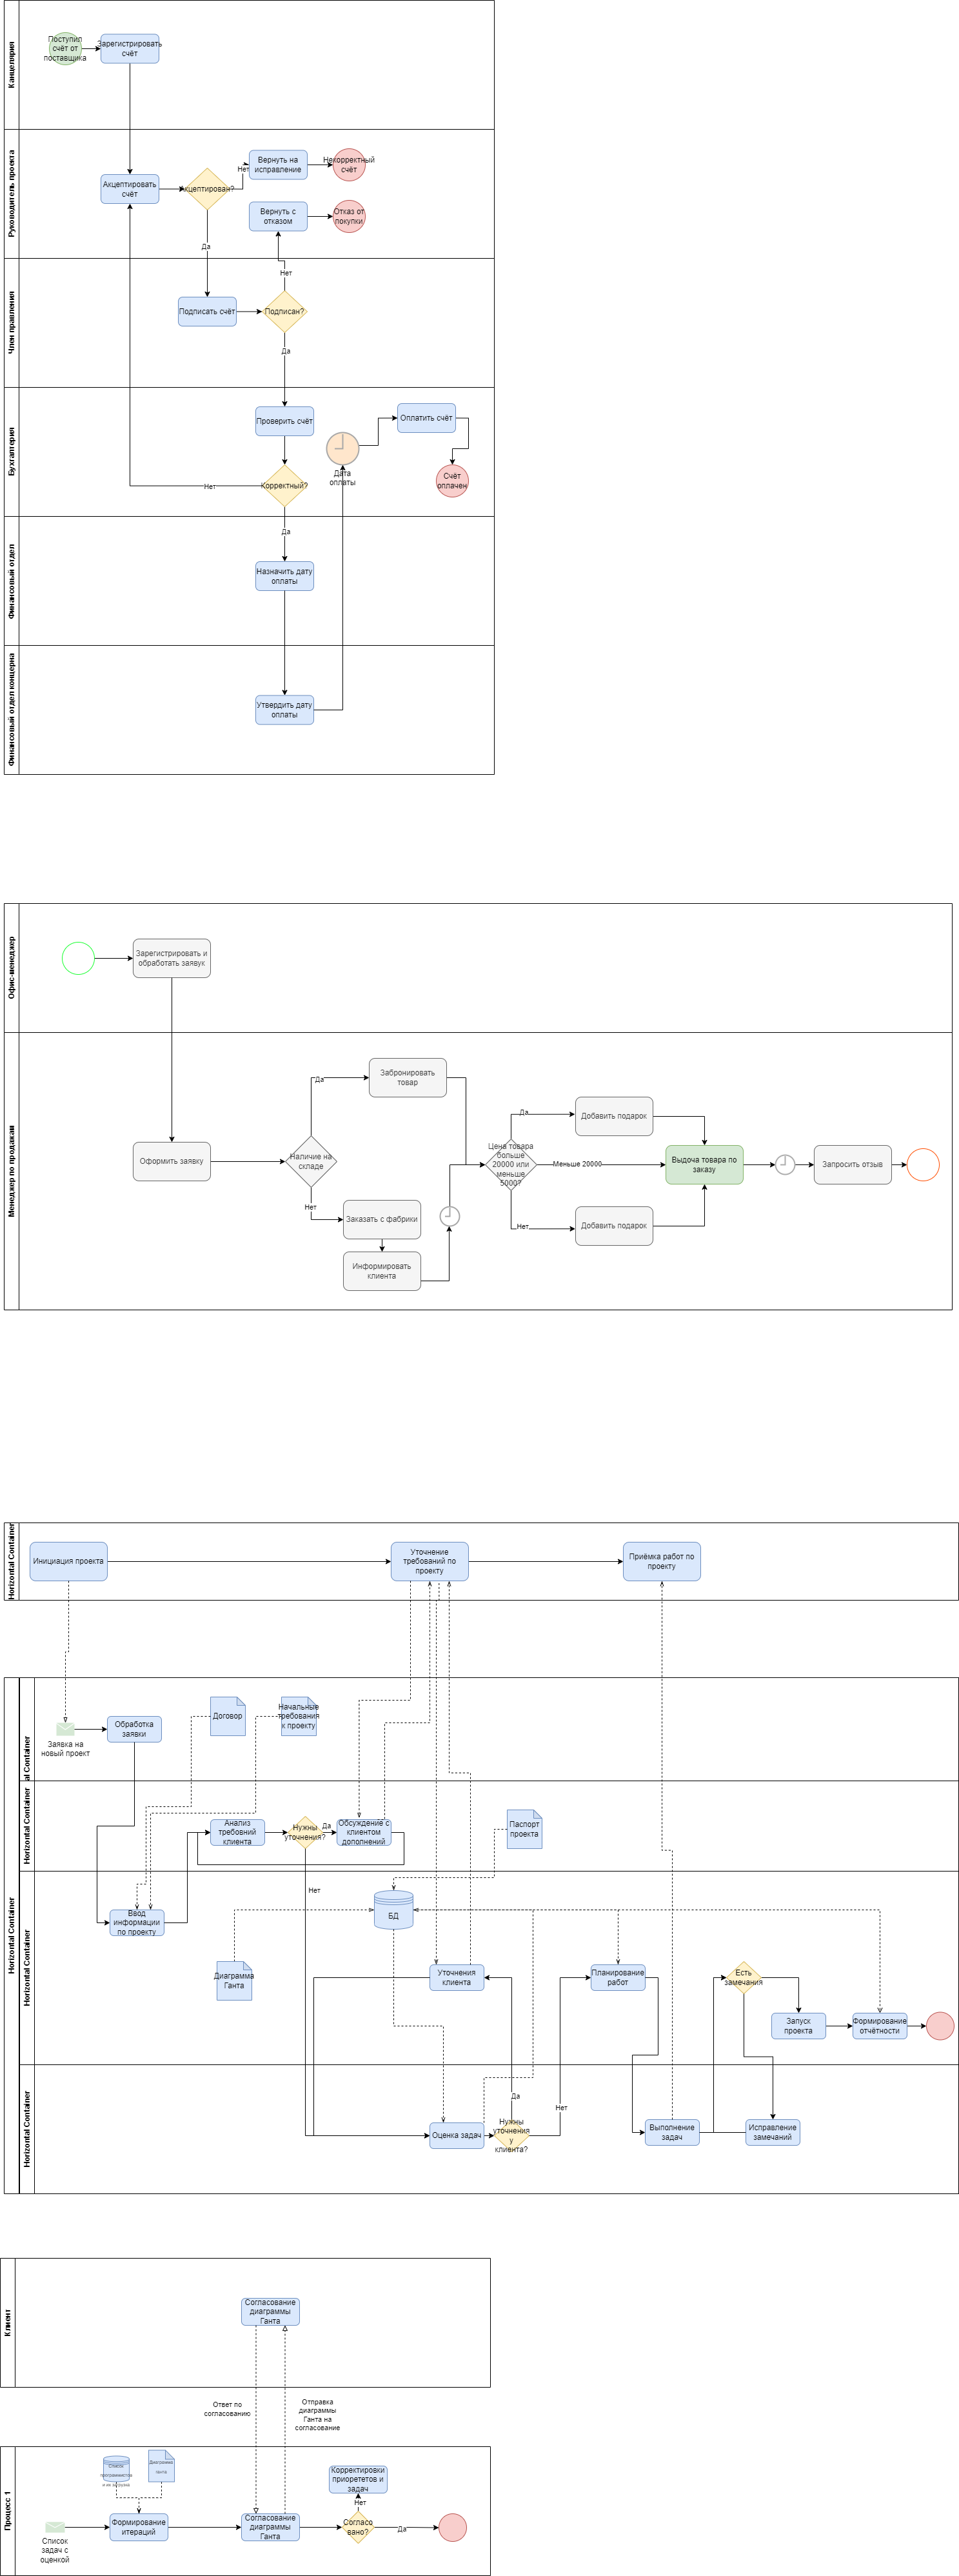 Канцелярия
Поступил
счёт от
поставщика
Зарегистрировать
счёт
Руководитель проекта
Акцептировать
счёт
Акцептирован?
Нет
Вернуть на
исправление
Некорректный
счёт
Вернуть с
отказом
Отказ от
покупки
Да
Член правления
Нет
Подписать счёт
Подписан?
Да
Бухгалтерия
Проверить счёт
Оплатить счёт
Дата
оплаты
Счёт
оплачен
Нет
Корректный?
Да
Финансовый отдел
Назначить дату
оплаты
Финансовый отдел концерна
Утвердить дату
оплаты
Офис-менеджер
Зарегистрировать и
обработать заявук
Менеджер по продажам
Оформить заявку
Наличие на
складе
Да
Забронировать
товар
Нет
Заказать с фабрики
Информировать
клиента
Цена товара
больше
20000 или
меньше
5000?
Да
Добавить подарок
Меньше 20000
Выдоча товара по
заказу
Запросить отзыв
Нет
Добавить подарок
Horizontal Container
Инициация проекта
Уточнение
требований по
проекту
Приёмка работ по
проекту
Horizontal Container
al Container
Заявка на
новый проект
Обработка
заявки
Договор
Начальные
требования
к проекту
Horizontal Container
Анализ
требовний
клиента
Нужны
уточнения?
Да
Обсуждение с
клиентом
дополнений
Паспорт
проекта
Horizontal Container
Нет
Ввод
информации
по проекту
БД
Диаграмма
Ганта
Уточнения
клиента
Планирование
работ
Есть
замечания
Запуск
проекта
Формирование
отчётности
Horizontal Container
Да
Нет
Оценка задач
Нужны
уточнения
у
клиента?
Выполнение
задач
Исправление
замечаний
Клиент
Согласование
диаграммы
Ганта
Ответ по
согласованию
Отправка
диаграммы
Ганта на
согласование
Процесс 1
Список
программистов
и их загрузка
Диаграмма
ганта
Список
задач с
оценкой
Формирование
итераций
Согласование
диаграммы
Ганта
Корректировки
приорететов и
задач
Нет
Согласо
вано?
Да